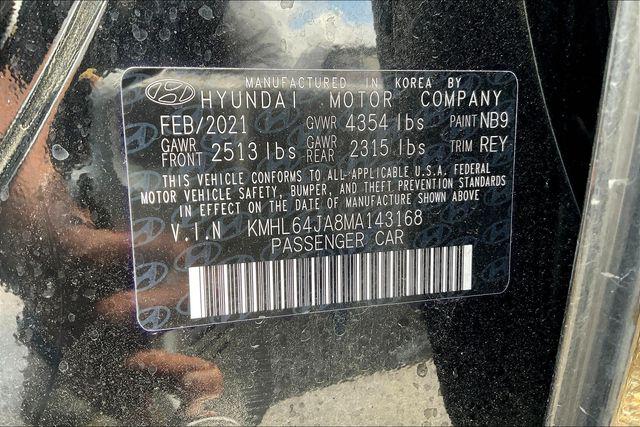 MANUFACTURED IN KOREA BY
HYUNDAI MOTOR COMPANY
FEB/2021 GVWR 4354 lbs PAINT NB9
GAWR FRONT 2513 lbs GAWR REAR 2315 lbs TRIM REY
THIS VEHICLE CONFORMS TO ALL-APPLICABLE U.S.A. FEDERAL
MOTOR VEHICLE SAFETY, BUMPER, AND THEFT PREVENTION STANDARDS
IN EFFECT ON THE DATE OF MANUFACTURE SHOWN ABOVE
V.I.N KMHL64JA8MA143168
PASSENGER CAR